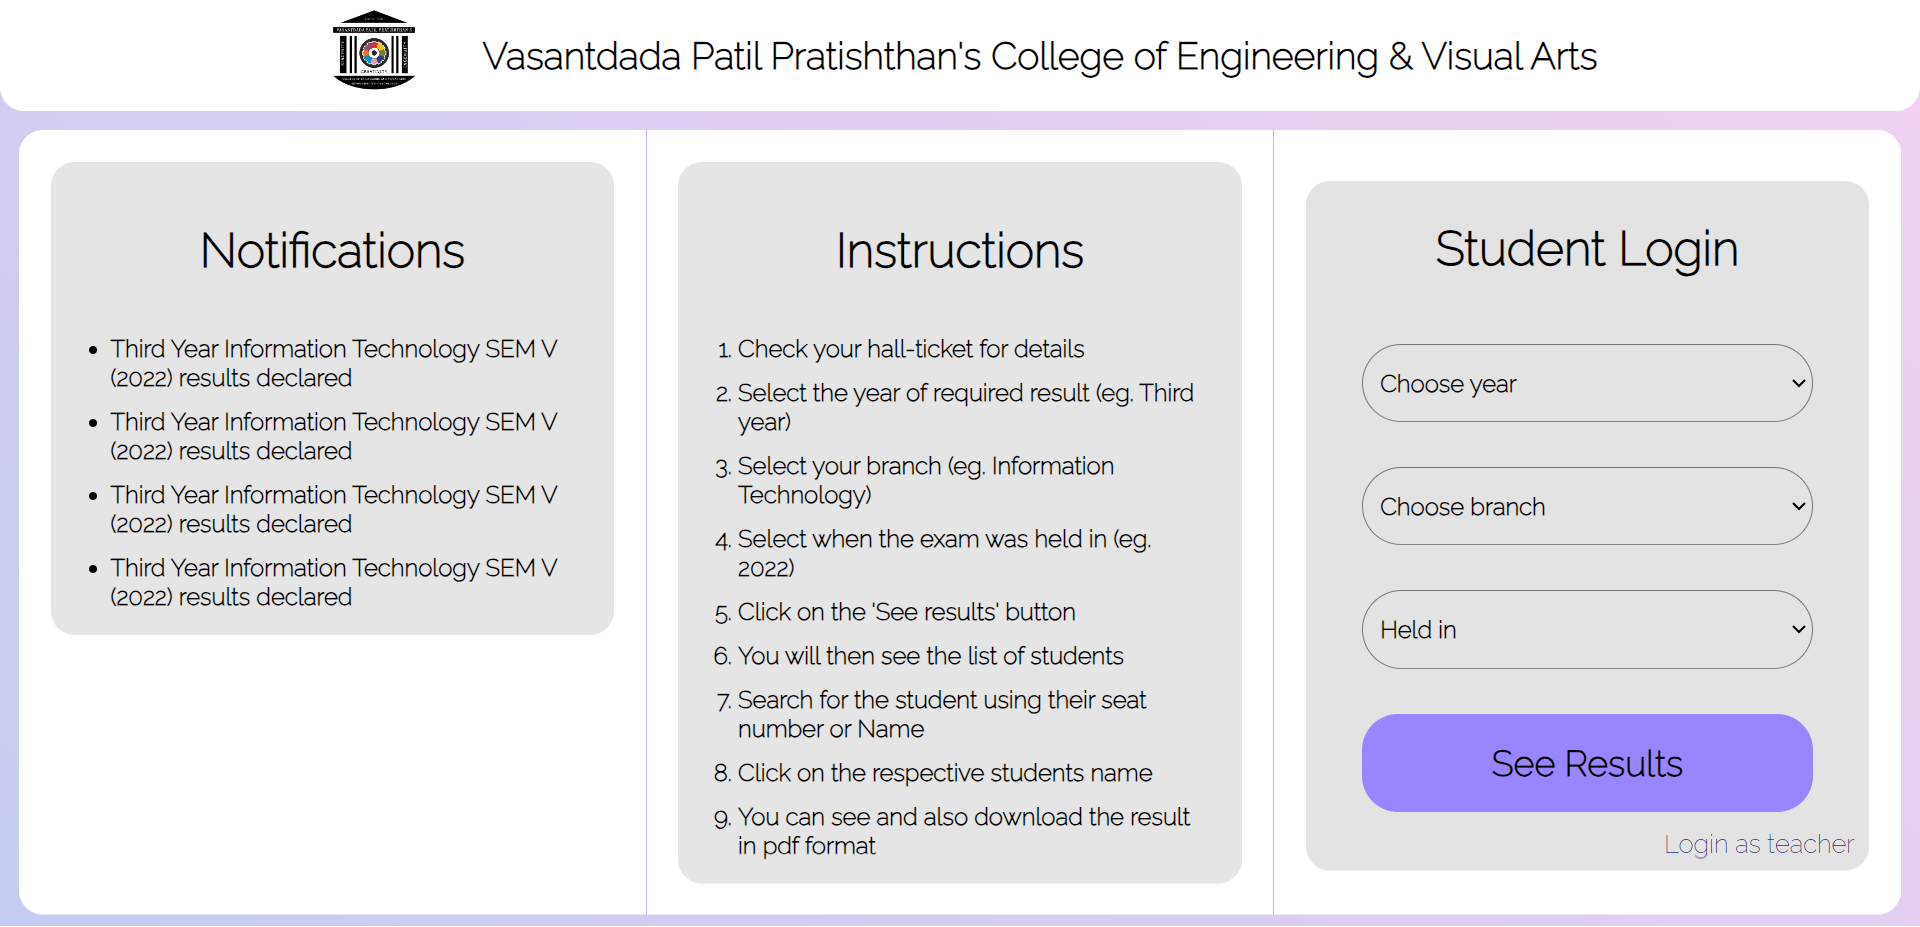 VASANTDADA PATIL PRATISHTHAN'S
CREATIVITY
Vasantdada Patil Pratishthan's College of Engineering & Visual Arts
Notifications
• Third Year Information Technology SEM V
(2022) results declared
• Third Year Information Technology SEM V
(2022) results declared
• Third Year Information Technology SEM V
(2022) results declared
• Third Year Information Technology SEM V
(2022) results declared
Instructions
1. Check your hall-ticket for details
2. Select the year of required result (eg. Third
year)
3. Select your branch (eg. Information
Technology)
4. Select when the exam was held in (eg.
2022)
5. Click on the 'See results' button
6. You will then see the list of students
7. Search for the student using their seat
number or Name
8. Click on the respective students name
9. You can see and also download the result
in pdf format
Student Login
Choose year
Choose branch
Held in
See Results
Login as teacher